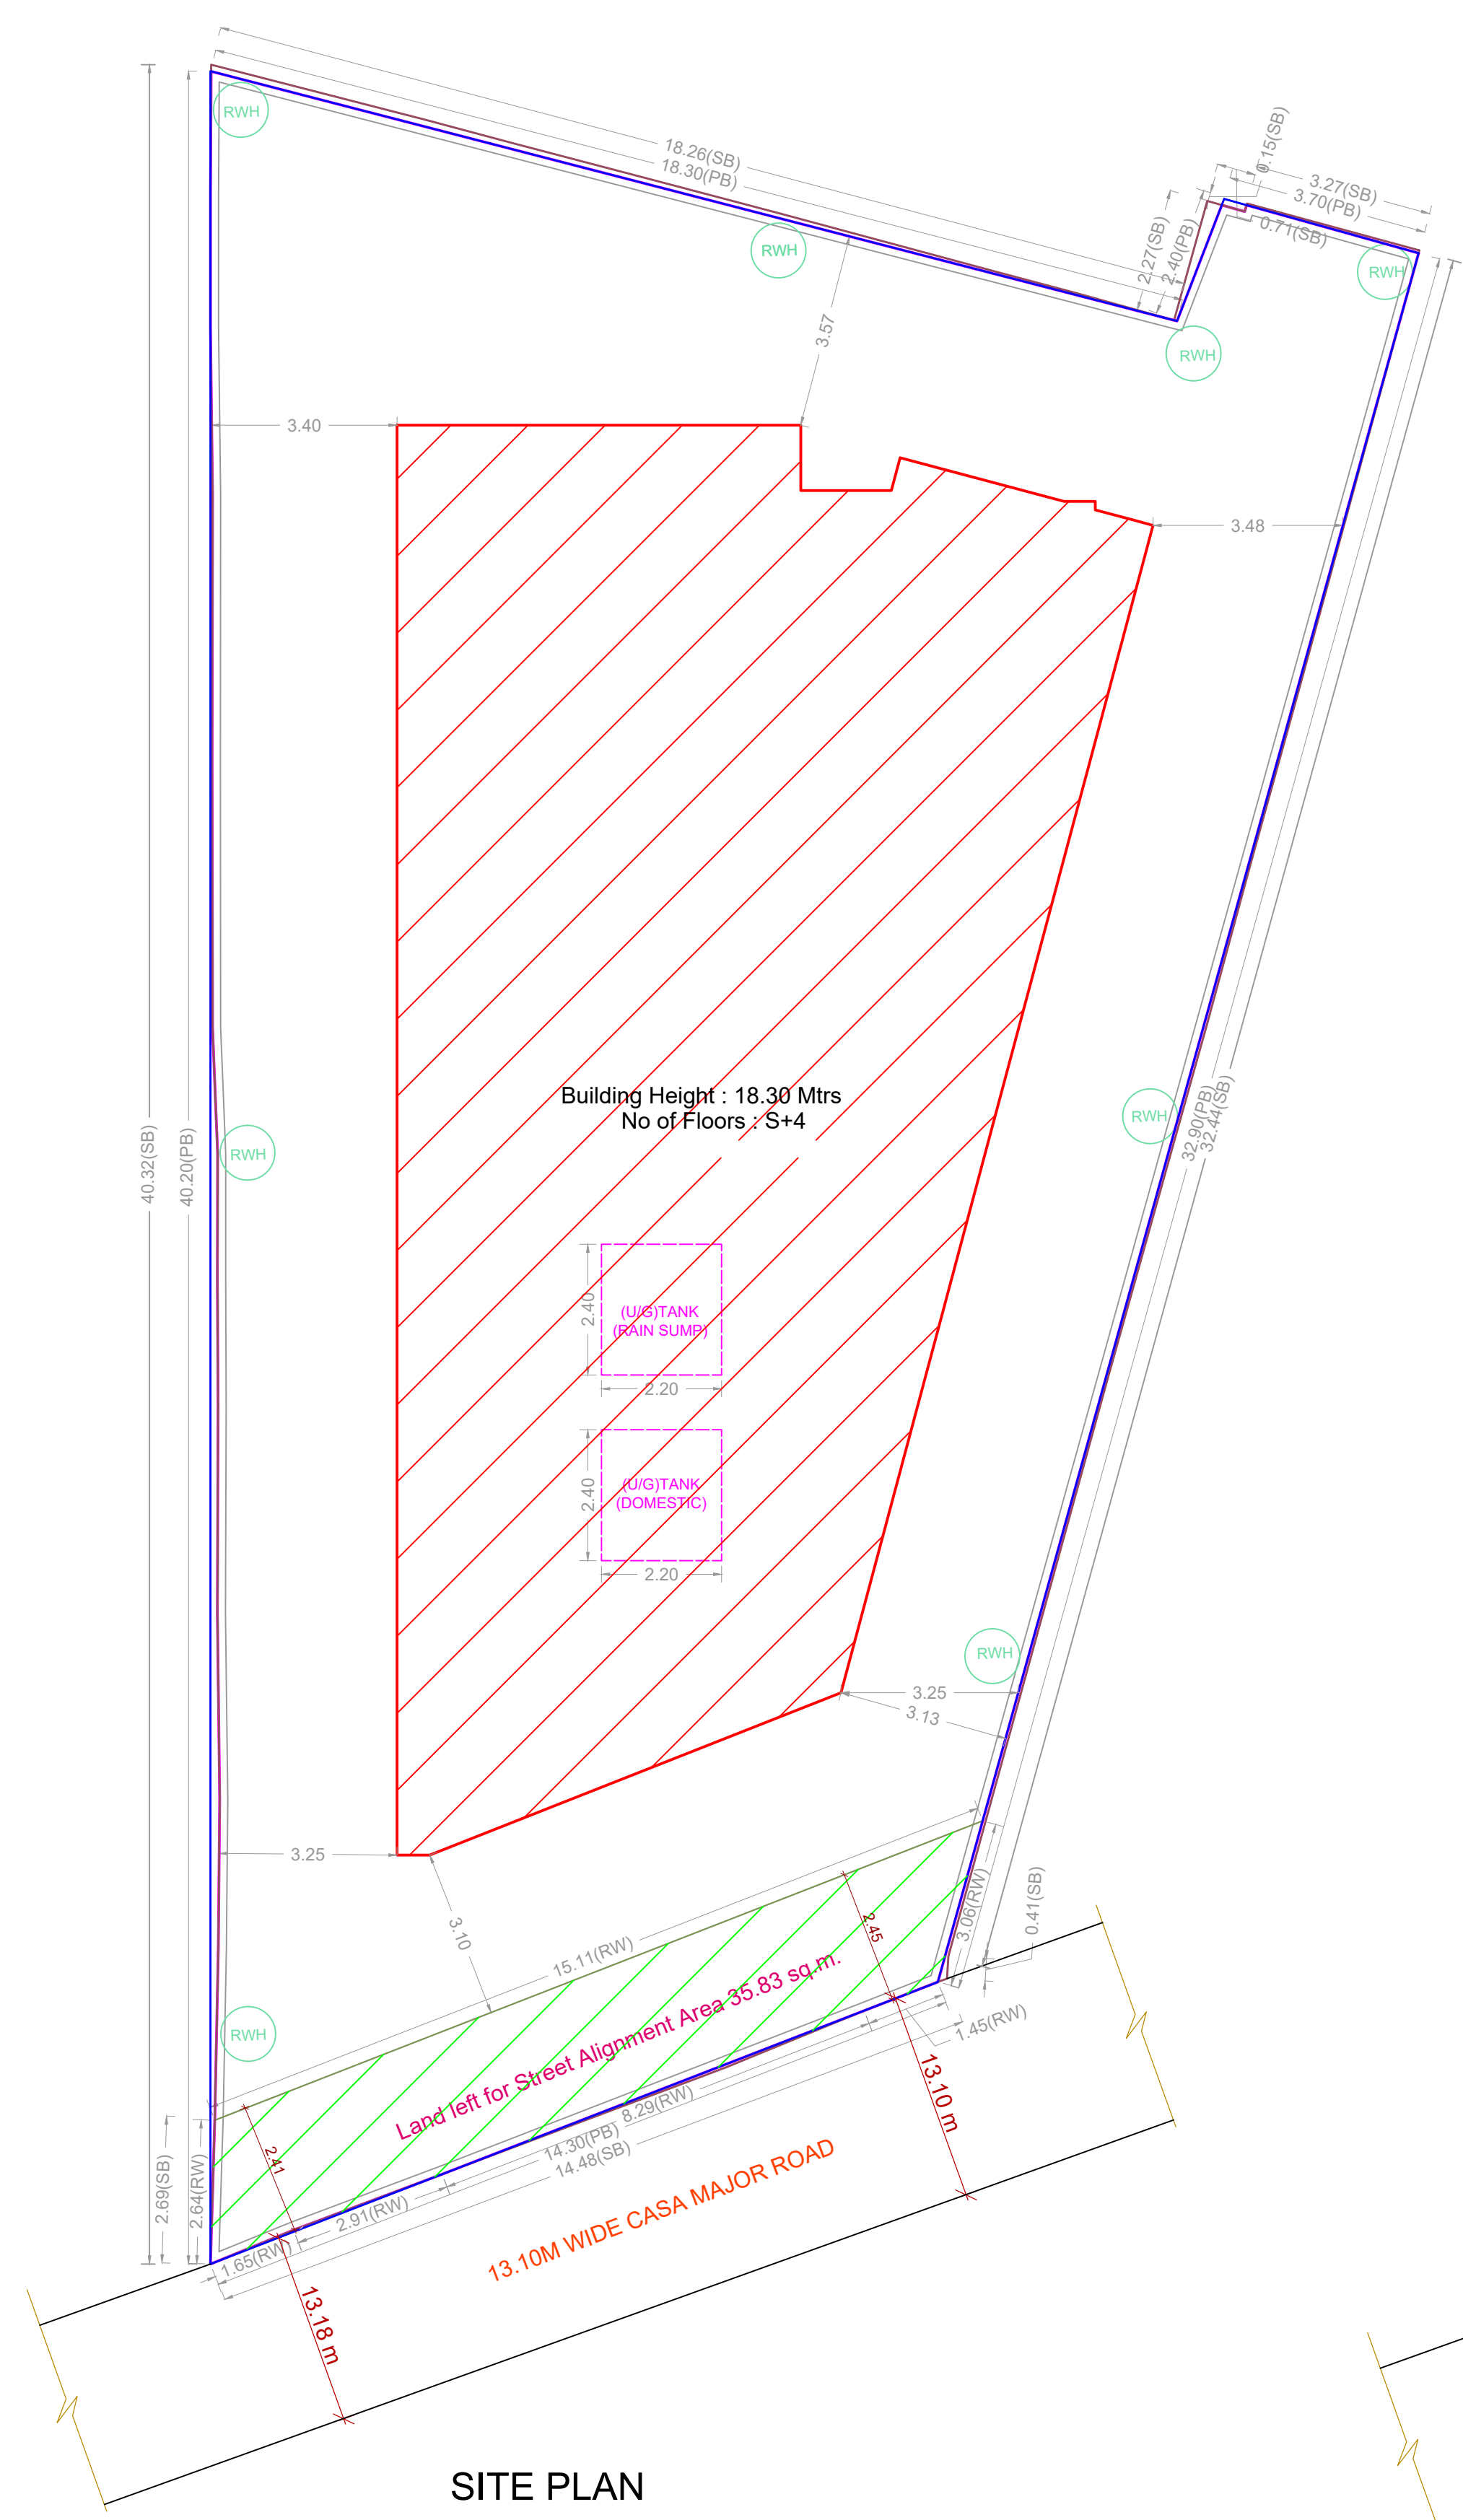 18.26(SB)
18.30(PB)
0.15(SB)
3.27(SB)
3.70(PB)
0.71(SB)
2.27(SB)
2.40(PB)
RWH
RWH
RWH
RWH
3.57
3.40
3.48
Building Height : 18.30 Mtrs
No of Floors : S+4
RWH
RWH
40.32(SB)
40.20(PB)
32.90(PB)
32.44(SB)
2.40
(U/G)TANK
(RAIN SUMP)
2.20
2.40
(U/G)TANK
(DOMESTIC)
2.20
RWH
3.25
3.13
3.25
3.10
15.11(RW)
2.45
3.06(RW)
0.41(SB)
Land left for Street Alignment Area 35.83 sq.m.
RWH
1.45(RW)
13.10 m
8.29(RW)
14.30(PB)
14.48(SB)
2.41
2.69(SB)
2.64(RW)
2.91(RW)
1.65(RW)
13.10M WIDE CASA MAJOR ROAD
13.18 m
SITE PLAN